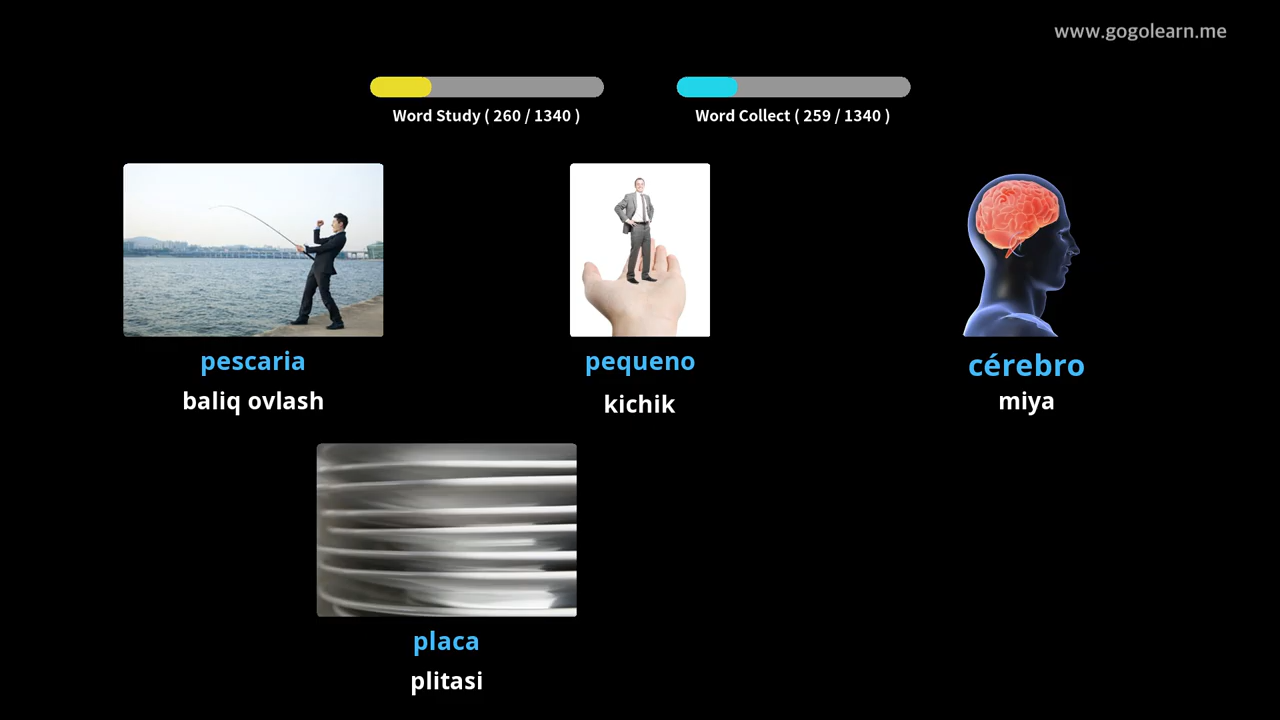 www.gogolearn.me
Word Study ( 260 / 1340 )
Word Collect ( 259 / 1340 )
pescaria
baliq ovlash
pequeno
kichik
cérebro
miya
placa
plitasi